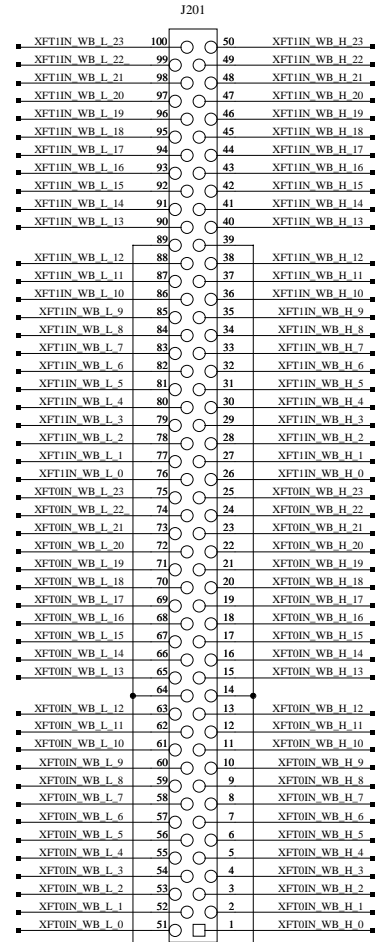 J201
XFT1IN_WB_L_23 100 50 XFT1IN_WB_H_23
XFT1IN_WB_L_22_ 99 49 XFT1IN_WB_H_22
XFT1IN_WB_L_21 98 48 XFT1IN_WB_H_21
XFT1IN_WB_L_20 97 47 XFT1IN_WB_H_20
XFT1IN_WB_L_19 96 46 XFT1IN_WB_H_19
XFT1IN_WB_L_18 95 45 XFT1IN_WB_H_18
XFT1IN_WB_L_17 94 44 XFT1IN_WB_H_17
XFT1IN_WB_L_16 93 43 XFT1IN_WB_H_16
XFT1IN_WB_L_15 92 42 XFT1IN_WB_H_15
XFT1IN_WB_L_14 91 41 XFT1IN_WB_H_14
XFT1IN_WB_L_13 90 40 XFT1IN_WB_H_13
89 39
XFT1IN_WB_L_12 88 38 XFT1IN_WB_H_12
XFT1IN_WB_L_11 87 37 XFT1IN_WB_H_11
XFT1IN_WB_L_10 86 36 XFT1IN_WB_H_10
XFT1IN_WB_L_9 85 35 XFT1IN_WB_H_9
XFT1IN_WB_L_8 84 34 XFT1IN_WB_H_8
XFT1IN_WB_L_7 83 33 XFT1IN_WB_H_7
XFT1IN_WB_L_6 82 32 XFT1IN_WB_H_6
XFT1IN_WB_L_5 81 31 XFT1IN_WB_H_5
XFT1IN_WB_L_4 80 30 XFT1IN_WB_H_4
XFT1IN_WB_L_3 79 29 XFT1IN_WB_H_3
XFT1IN_WB_L_2 78 28 XFT1IN_WB_H_2
XFT1IN_WB_L_1 77 27 XFT1IN_WB_H_1
XFT1IN_WB_L_0 76 26 XFT1IN_WB_H_0
XFT0IN_WB_L_23 75 25 XFT0IN_WB_H_23
XFT0IN_WB_L_22_ 74 24 XFT0IN_WB_H_22
XFT0IN_WB_L_21 73 23 XFT0IN_WB_H_21
XFT0IN_WB_L_20 72 22 XFT0IN_WB_H_20
XFT0IN_WB_L_19 71 21 XFT0IN_WB_H_19
XFT0IN_WB_L_18 70 20 XFT0IN_WB_H_18
XFT0IN_WB_L_17 69 19 XFT0IN_WB_H_17
XFT0IN_WB_L_16 68 18 XFT0IN_WB_H_16
XFT0IN_WB_L_15 67 17 XFT0IN_WB_H_15
XFT0IN_WB_L_14 66 16 XFT0IN_WB_H_14
XFT0IN_WB_L_13 65 15 XFT0IN_WB_H_13
64 14
XFT0IN_WB_L_12 63 13 XFT0IN_WB_H_12
XFT0IN_WB_L_11 62 12 XFT0IN_WB_H_11
XFT0IN_WB_L_10 61 11 XFT0IN_WB_H_10
XFT0IN_WB_L_9 60 10 XFT0IN_WB_H_9
XFT0IN_WB_L_8 59 9 XFT0IN_WB_H_8
XFT0IN_WB_L_7 58 8 XFT0IN_WB_H_7
XFT0IN_WB_L_6 57 7 XFT0IN_WB_H_6
XFT0IN_WB_L_5 56 6 XFT0IN_WB_H_5
XFT0IN_WB_L_4 55 5 XFT0IN_WB_H_4
XFT0IN_WB_L_3 54 4 XFT0IN_WB_H_3
XFT0IN_WB_L_2 53 3 XFT0IN_WB_H_2
XFT0IN_WB_L_1 52 2 XFT0IN_WB_H_1
XFT0IN_WB_L_0 51 1 XFT0IN_WB_H_0